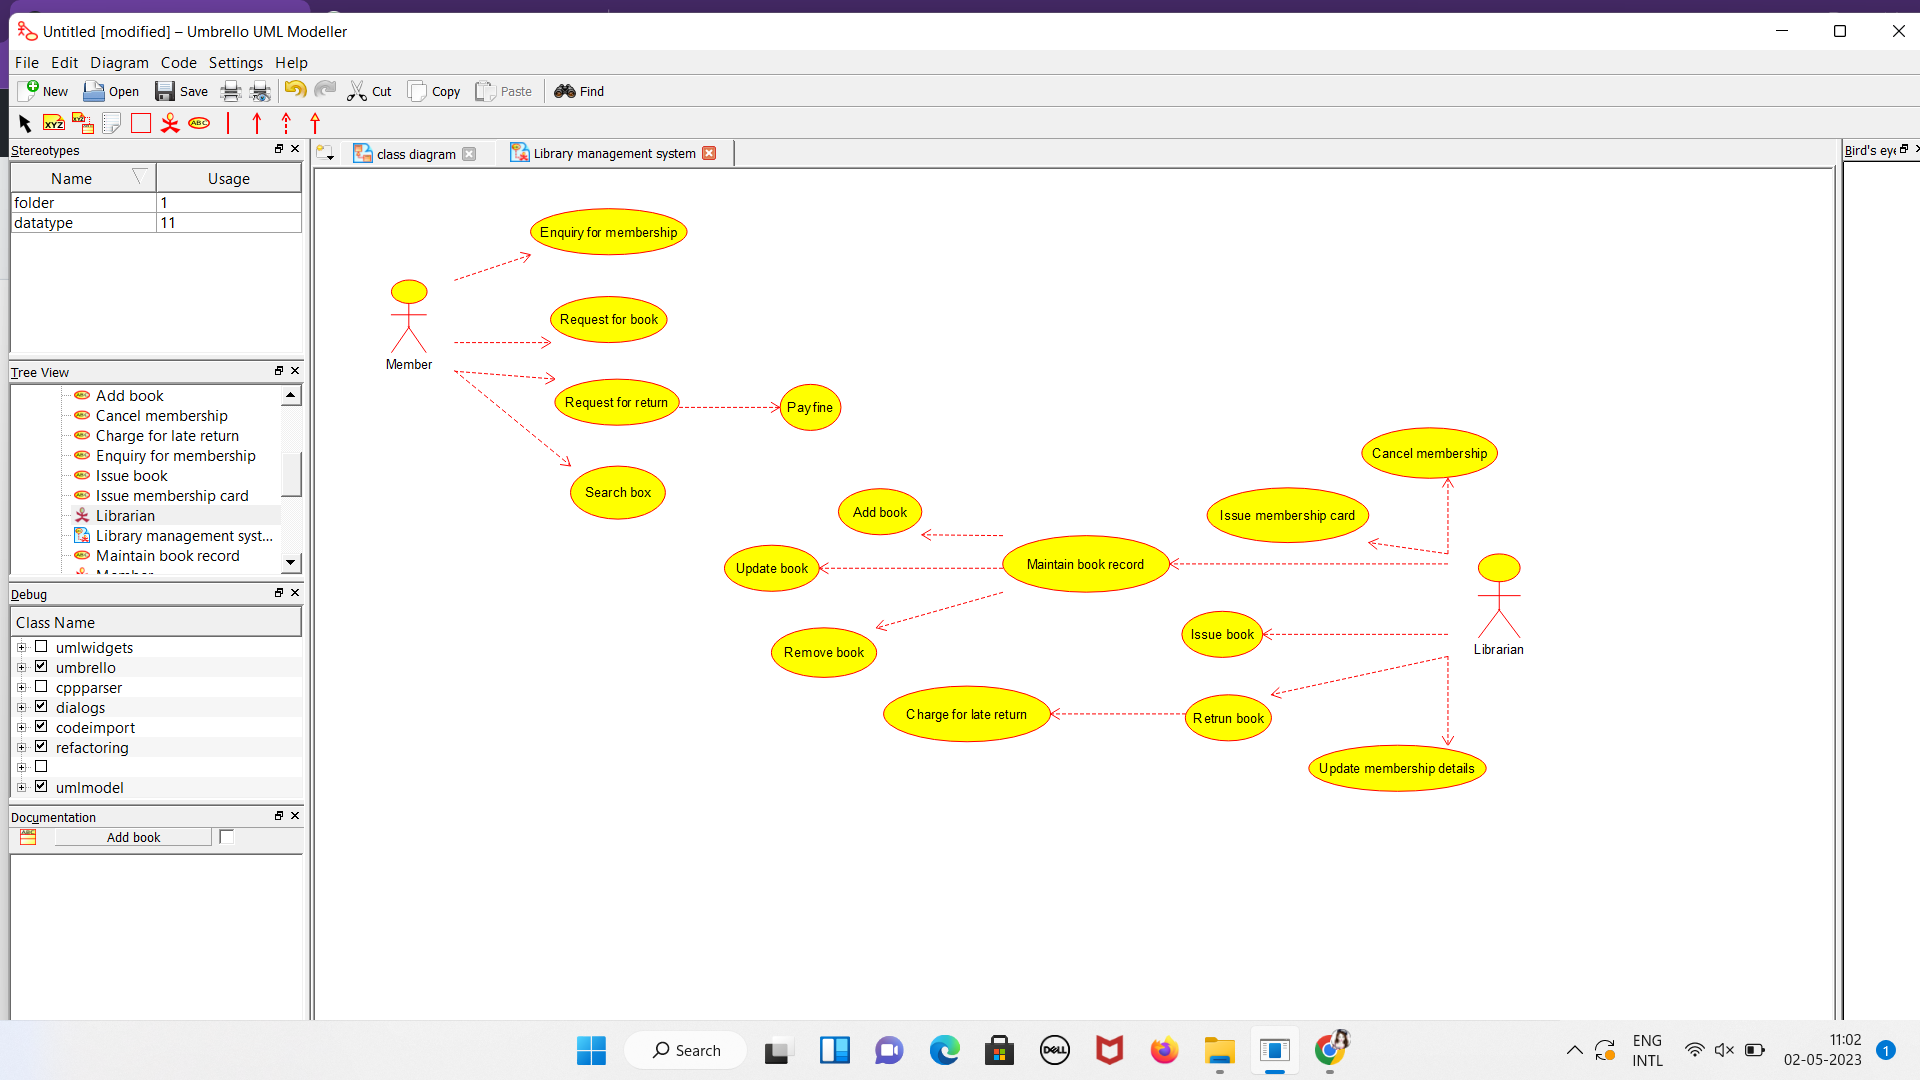 Untitled [modified] – Umbrello UML Modeller
File Edit Diagram Code Settings Help
New Open Save Cut Copy Paste Find
XYZ XYZ ABC
Stereotypes
Name Usage
folder 1
datatype 11
Tree View
Add book
Cancel membership
Charge for late return
Enquiry for membership
Issue book
Issue membership card
Librarian
Library management syst...
Maintain book record
Debug
Class Name
umlwidgets
umbrello
cppparser
dialogs
codeimport
refactoring
umlmodel
Documentation
Add book
class diagram
Library management system
Bird's eye
Enquiry for membership
Member
Request for book
Request for return
Pay fine
Search box
Cancel membership
Issue membership card
Add book
Update book
Maintain book record
Remove book
Issue book
Librarian
Charge for late return
Retrun book
Update membership details
Search
DELL
ENG
INTL
11:02
02-05-2023
1